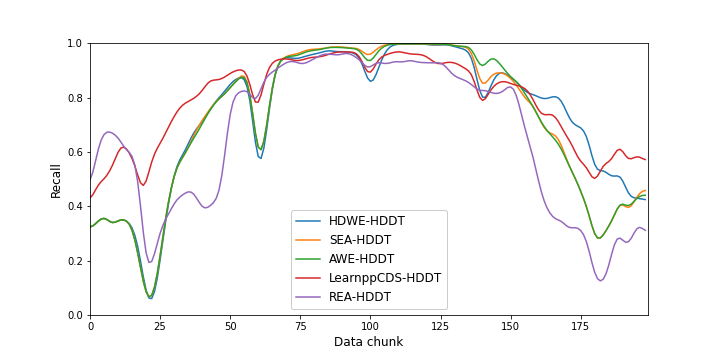 1.0
0.8
0.6
0.4
0.2
0.0
Recall
HDWE-HDDT
SEA-HDDT
AWE-HDDT
LearnppCDS-HDDT
REA-HDDT
0 25 50 75 100 125 150 175
Data chunk